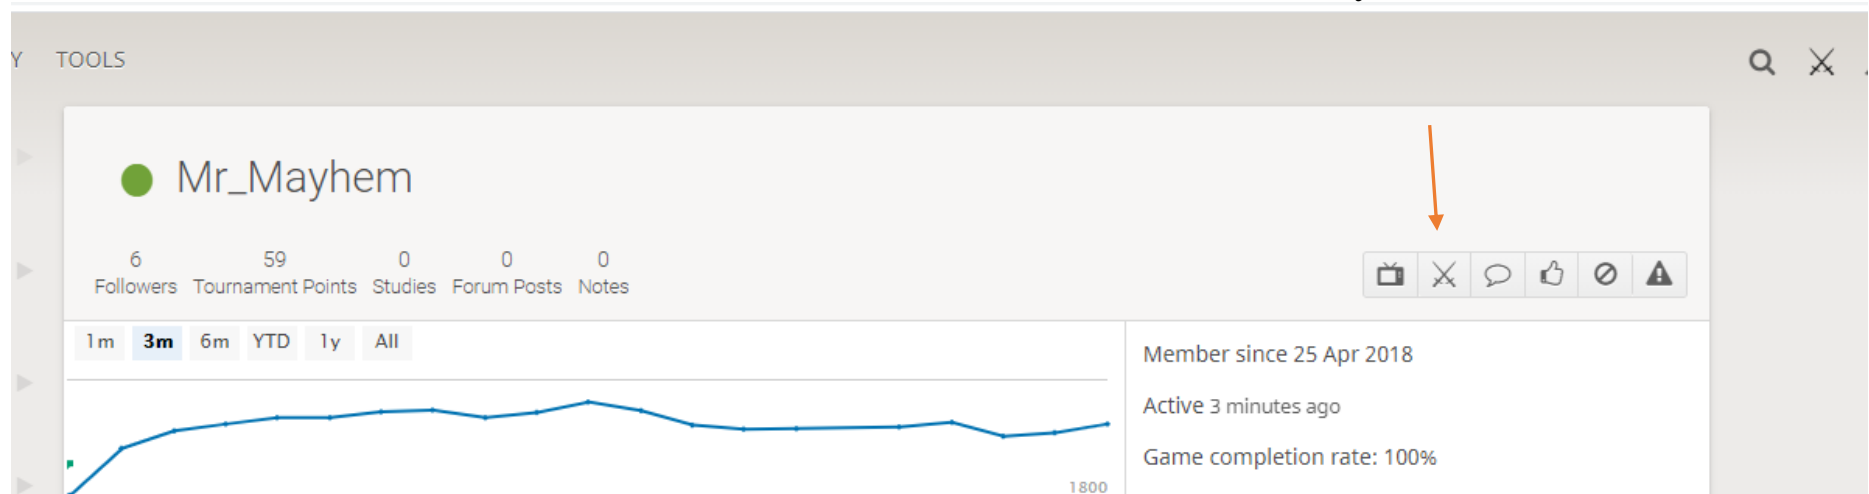 Y TOOLS
Mr_Mayhem
6 59 0 0 0
Followers Tournament Points Studies Forum Posts Notes
1m 3m 6m YTD 1y All
1800
Member since 25 Apr 2018
Active 3 minutes ago
Game completion rate: 100%